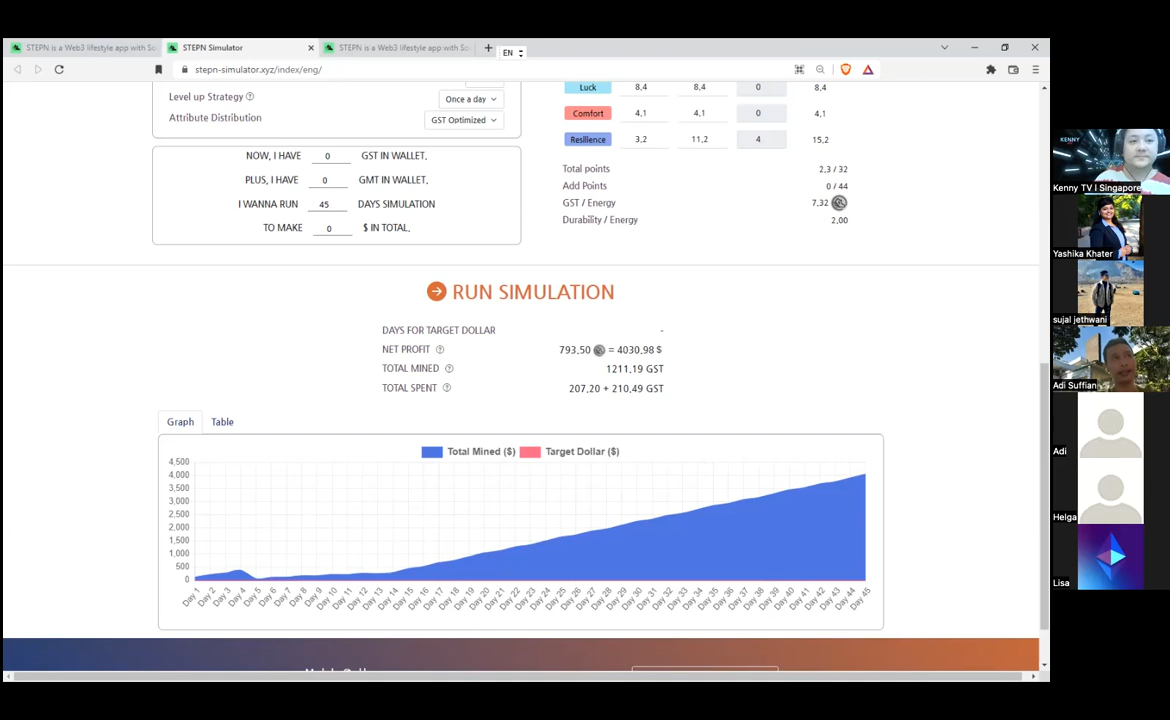 STEPN is a Web3 lifestyle app with So
STEPN Simulator
STEPN is a Web3 lifestyle app with So
EN
stepn-simulator.xyz/index/eng/
Level up Strategy
Once a day
Attribute Distribution
GST Optimized
NOW, I HAVE 0 GST IN WALLET.
PLUS, I HAVE 0 GMT IN WALLET.
I WANNA RUN 45 DAYS SIMULATION
TO MAKE 0 $ IN TOTAL.
Luck 8.4 8.4 0 8.4
Comfort 4.1 4.1 0 4.1
Resilience 3.2 11.2 4 15.2
Total points 2.3 / 32
Add Points 0 / 44
GST / Energy 7.32
Durability / Energy 2.00
RUN SIMULATION
DAYS FOR TARGET DOLLAR -
NET PROFIT 793.50 = 4030.98 $
TOTAL MINED 1211.19 GST
TOTAL SPENT 207.20 + 210.49 GST
Graph Table
Total Mined ($) Target Dollar ($)
4,500
4,000
3,500
3,000
2,500
2,000
1,500
1,000
500
0
Day 1 Day 2 Day 3 Day 4 Day 5 Day 6 Day 7 Day 8 Day 9 Day 10 Day 11 Day 12 Day 13 Day 14 Day 15 Day 16 Day 17 Day 18 Day 19 Day 20 Day 21 Day 22 Day 23 Day 24 Day 25 Day 26 Day 27 Day 28 Day 29 Day 30 Day 31 Day 32 Day 33 Day 34 Day 35 Day 36 Day 37 Day 38 Day 39 Day 40 Day 41 Day 42 Day 43 Day 44 Day 45
KENNY
Kenny TV I Singapore
Yashika Khater
sujal jethwani
Adi Suffian
Adi
Helga
Lisa